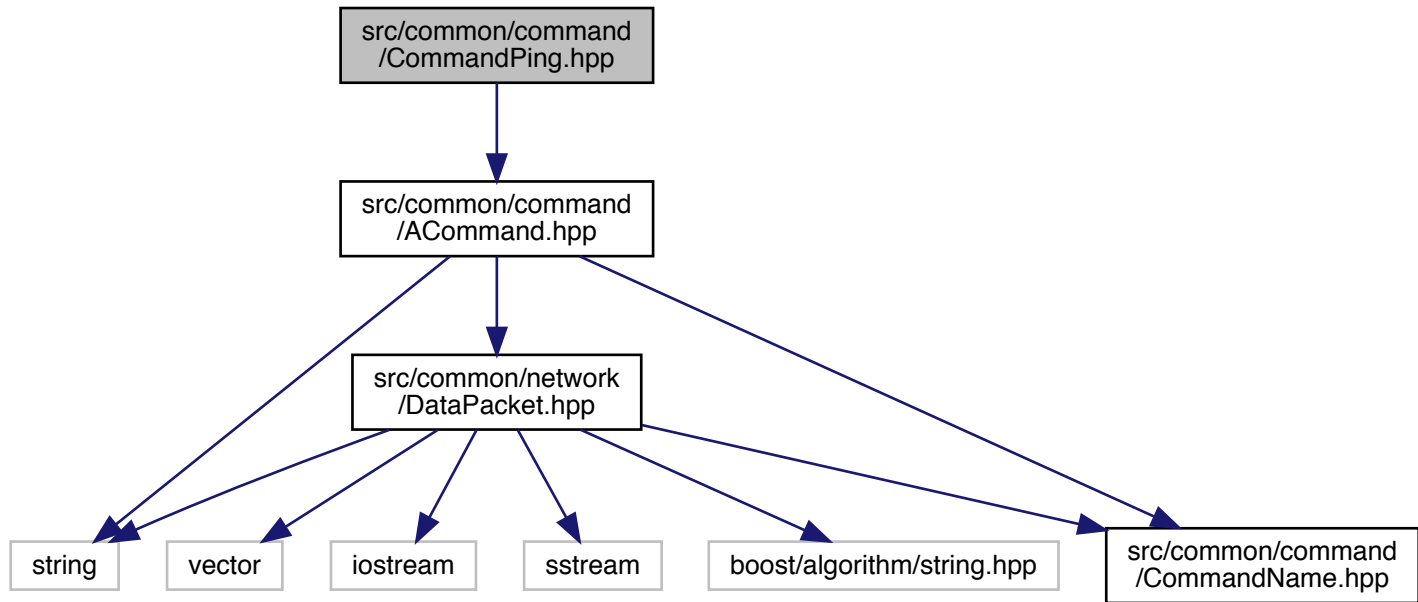 src/common/command
/CommandPing.hpp
src/common/command
/ACommand.hpp
src/common/network
/DataPacket.hpp
string
vector
iostream
sstream
boost/algorithm/string.hpp
src/common/command
/CommandName.hpp